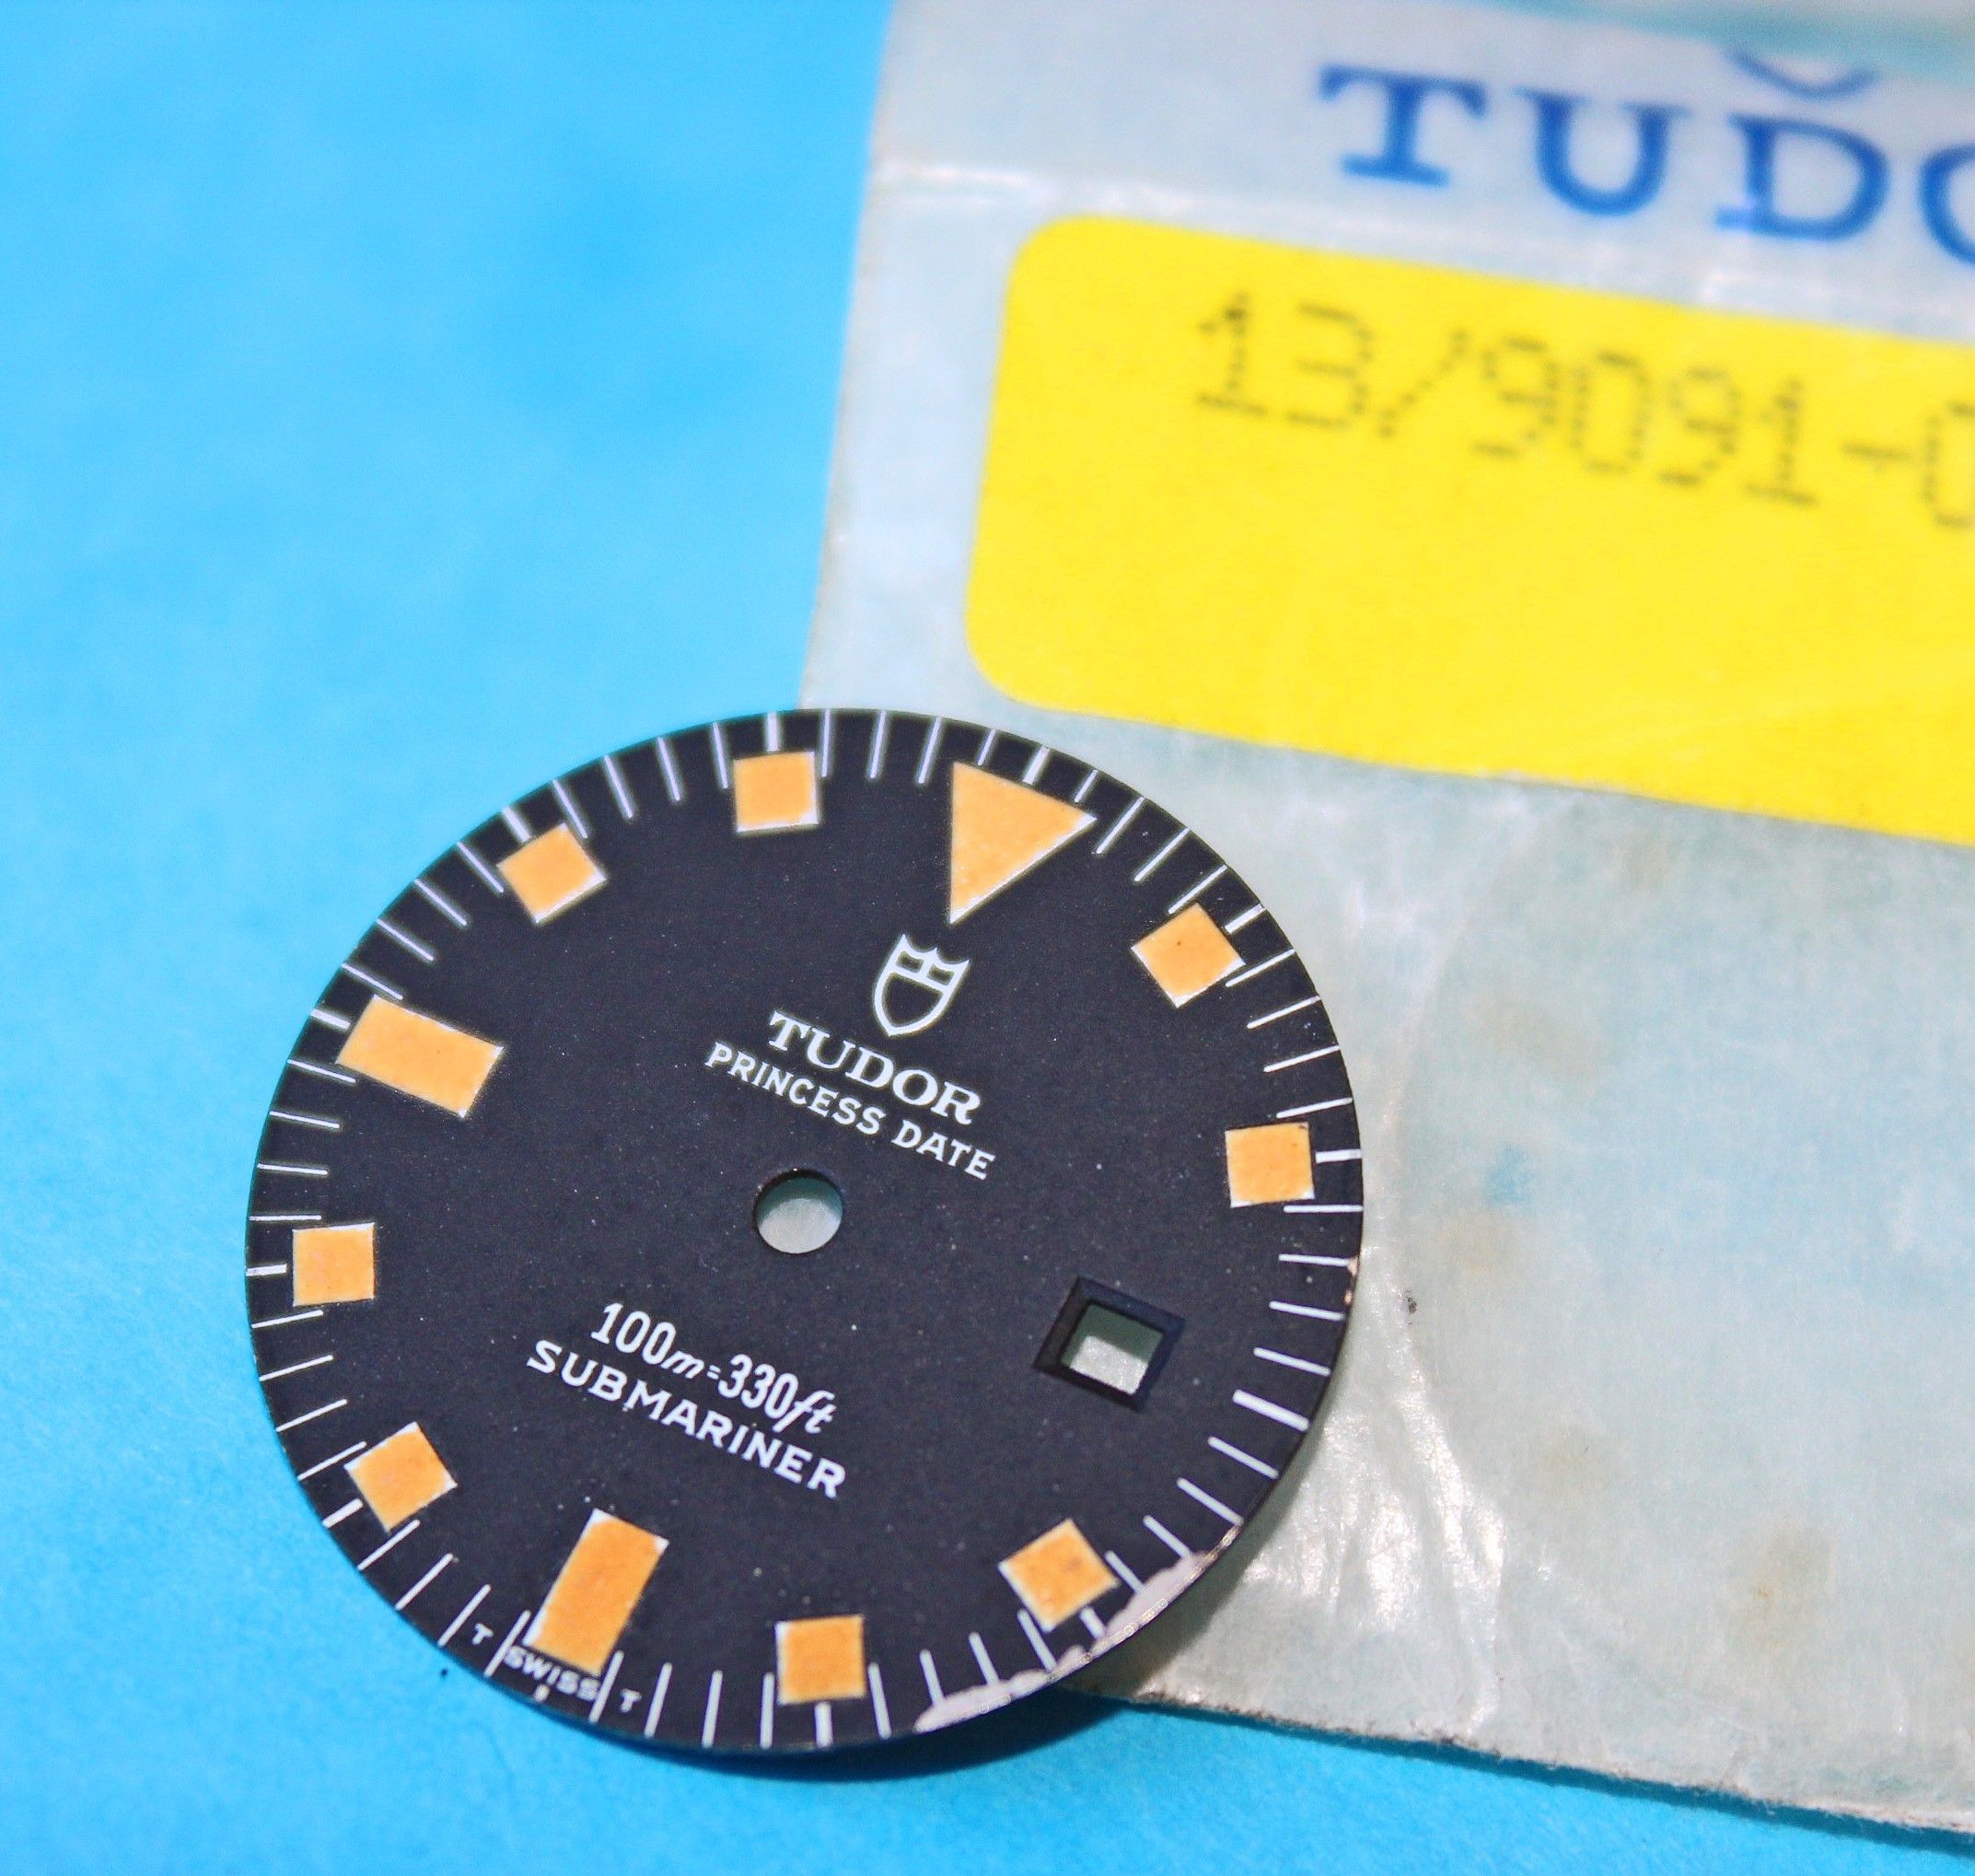 TUDO
13/9091-0
TUDOR
PRINCESS DATE
100m=330ft
SUBMARINER
T SWISS T